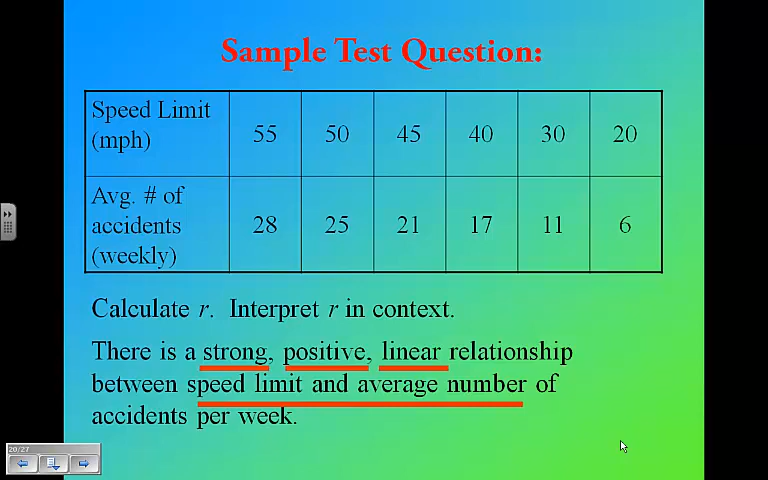 Sample Test Question:
Speed Limit (mph) 55 50 45 40 30 20
Avg. # of accidents (weekly) 28 25 21 17 11 6
Calculate r. Interpret r in context.
There is a strong, positive, linear relationship
between speed limit and average number of
accidents per week.
20/27